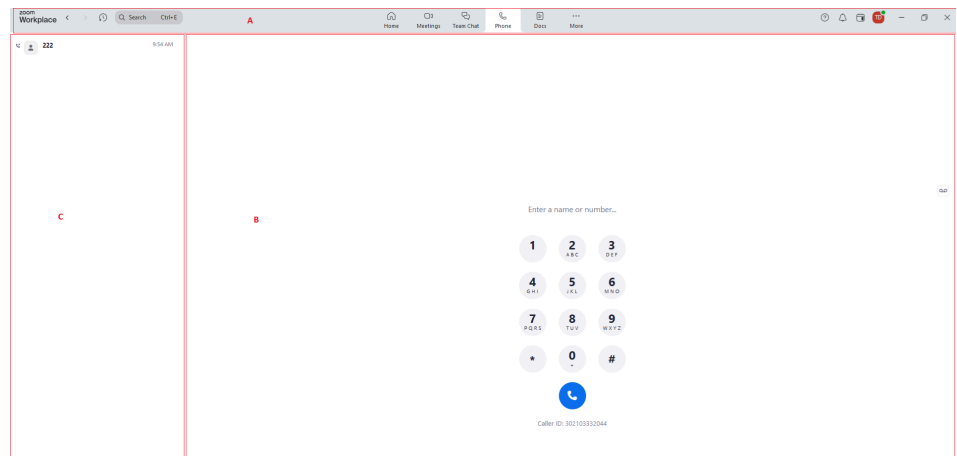 zoom
Workplace
Search Ctrl+E
A
Home Meetings Team Chat Phone Docs More
TD
222 9:54 AM
C
B
Enter a name or number...
1 2 3
ABC DEF
4 5 6
GHI JKL MNO
7 8 9
PQRS TUV WXYZ
* 0 #
+
Caller ID: 302103332044